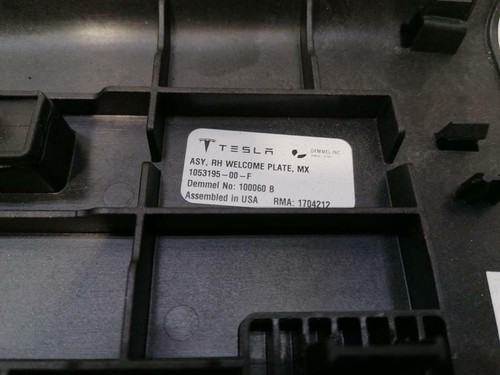 TESLA DEMMEL INC.
ASY, RH WELCOME PLATE, MX
1053195-00-F
Demmel No: 100060 B
Assembled in USA RMA: 1704212